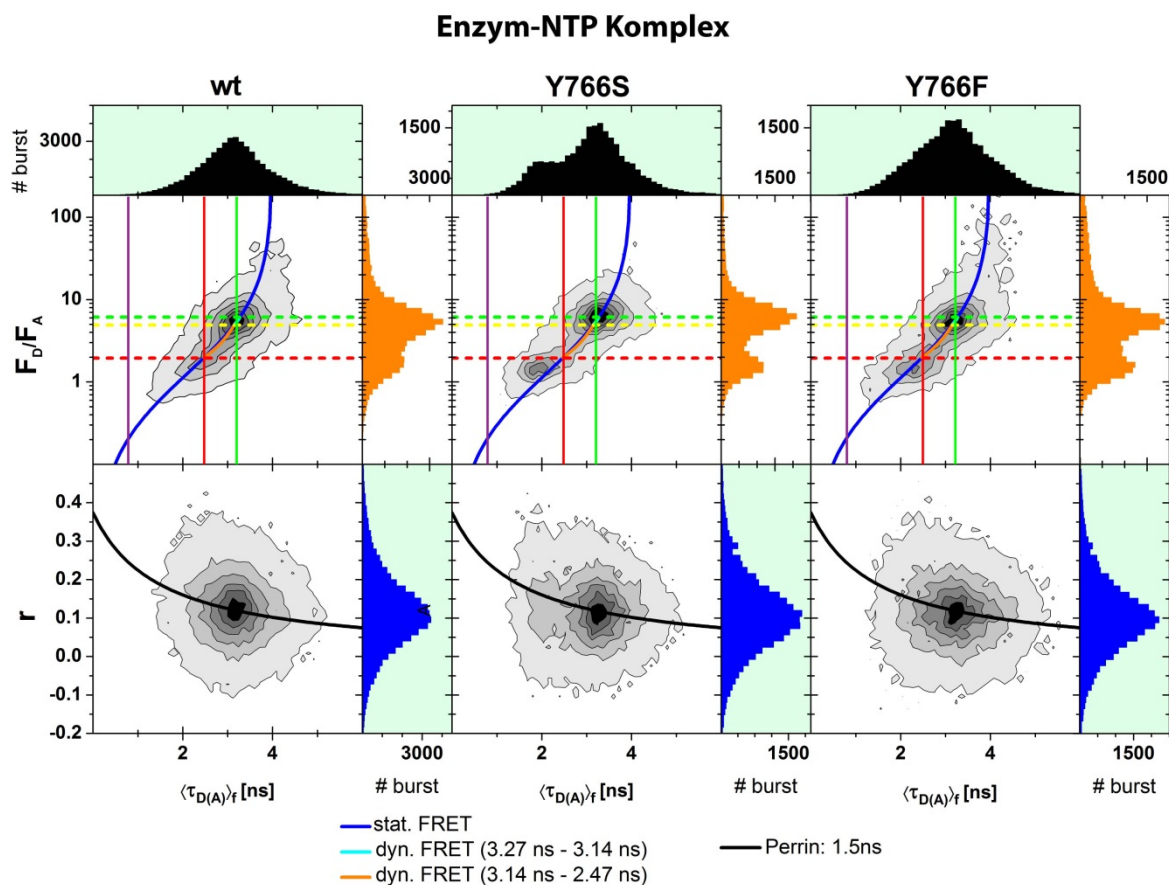 Enzym-NTP Komplex
wt
Y766S
Y766F
# burst
3000
3000
1500
3000
1500
1500
1500
F_D/F_A
100
10
1
r
0.4
0.3
0.2
0.1
0.0
-0.1
-0.2
2 4 3000 2 4 1500 2 4 1500
⟨τ_D(A)⟩_f [ns] # burst ⟨τ_D(A)⟩_f [ns] # burst ⟨τ_D(A)⟩_f [ns] # burst
stat. FRET
dyn. FRET (3.27 ns - 3.14 ns)
dyn. FRET (3.14 ns - 2.47 ns)
Perrin: 1.5ns